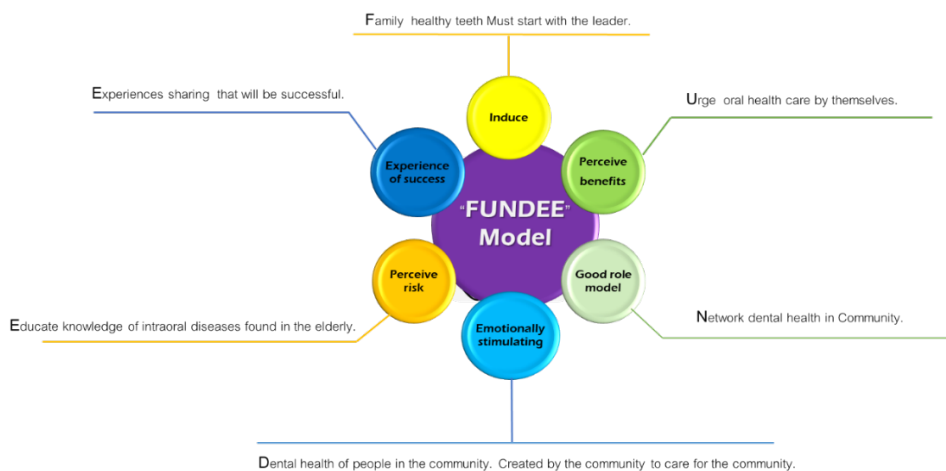 Family healthy teeth Must start with the leader.
Experiences sharing that will be successful.
Urge oral health care by themselves.
Induce
Experience
of success
Perceive
benefits
"FUNDEE"
Model
Perceive
risk
Good role
model
Educate knowledge of intraoral diseases found in the elderly.
Network dental health in Community.
Emotionally
stimulating
Dental health of people in the community. Created by the community to care for the community.